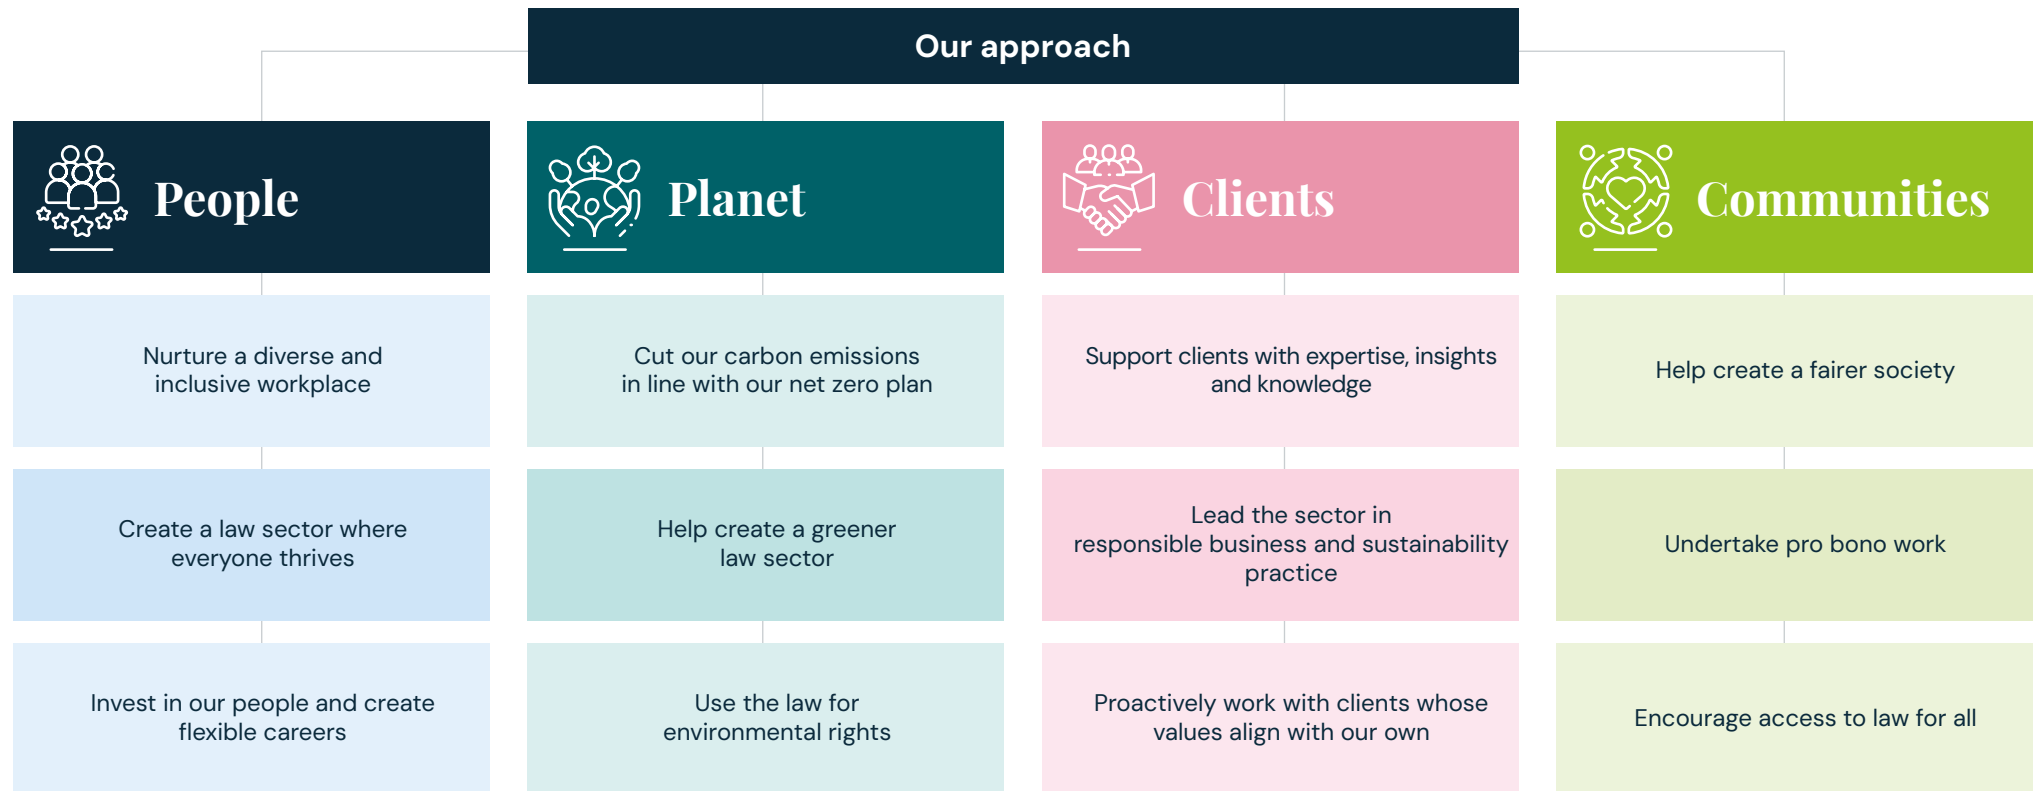 Our approach
People
Nurture a diverse and
inclusive workplace
Create a law sector where
everyone thrives
Invest in our people and create
flexible careers
Planet
Cut our carbon emissions
in line with our net zero plan
Help create a greener
law sector
Use the law for
environmental rights
Clients
Support clients with expertise, insights
and knowledge
Lead the sector in
responsible business and sustainability
practice
Proactively work with clients whose
values align with our own
Communities
Help create a fairer society
Undertake pro bono work
Encourage access to law for all